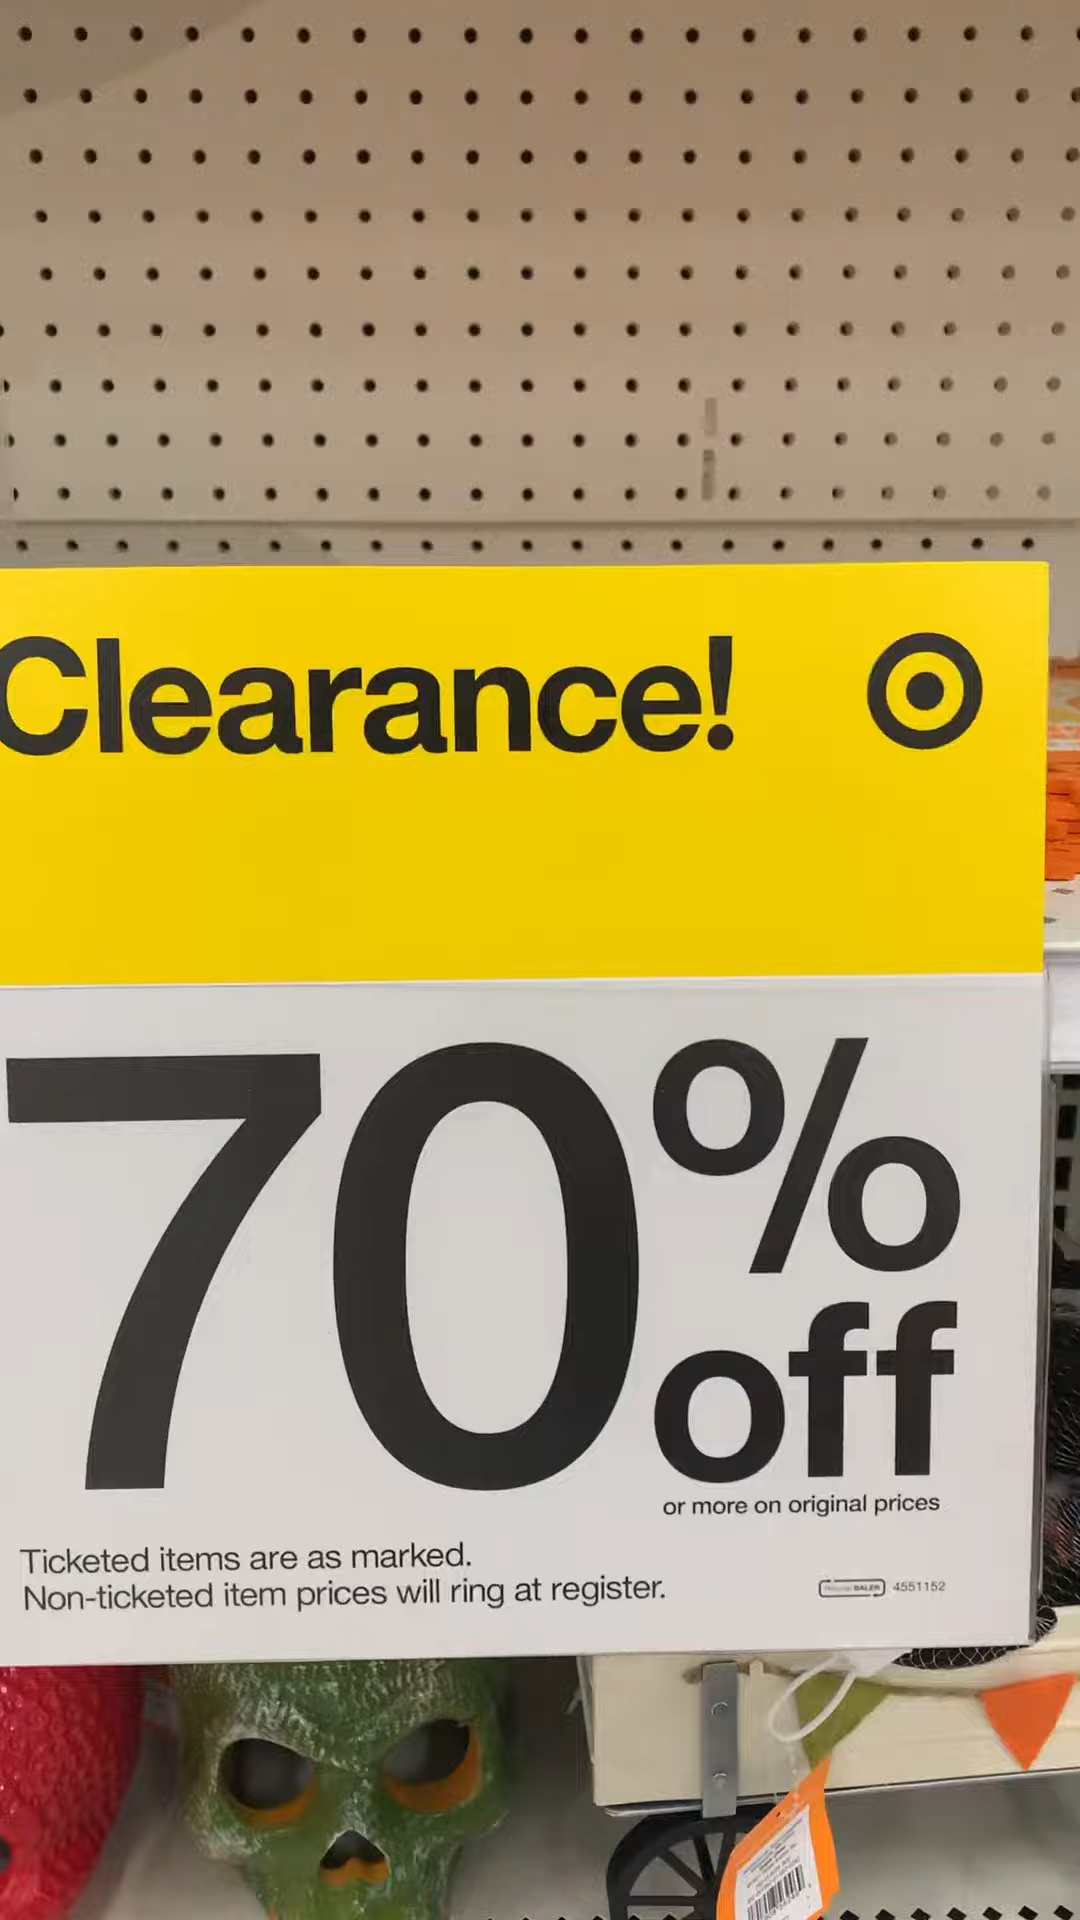 Clearance!
70%
off
or more on original prices
Ticketed items are as marked.
Non-ticketed item prices will ring at register.
BALER 4551152